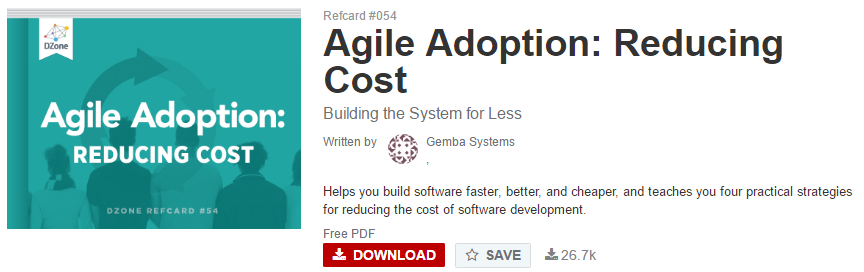 DZone
Agile Adoption:
REDUCING COST
DZONE REFCARD #54
Refcard #054
Agile Adoption: Reducing
Cost
Building the System for Less
Written by Gemba Systems
,
Helps you build software faster, better, and cheaper, and teaches you four practical strategies
for reducing the cost of software development.
Free PDF
DOWNLOAD SAVE 26.7k